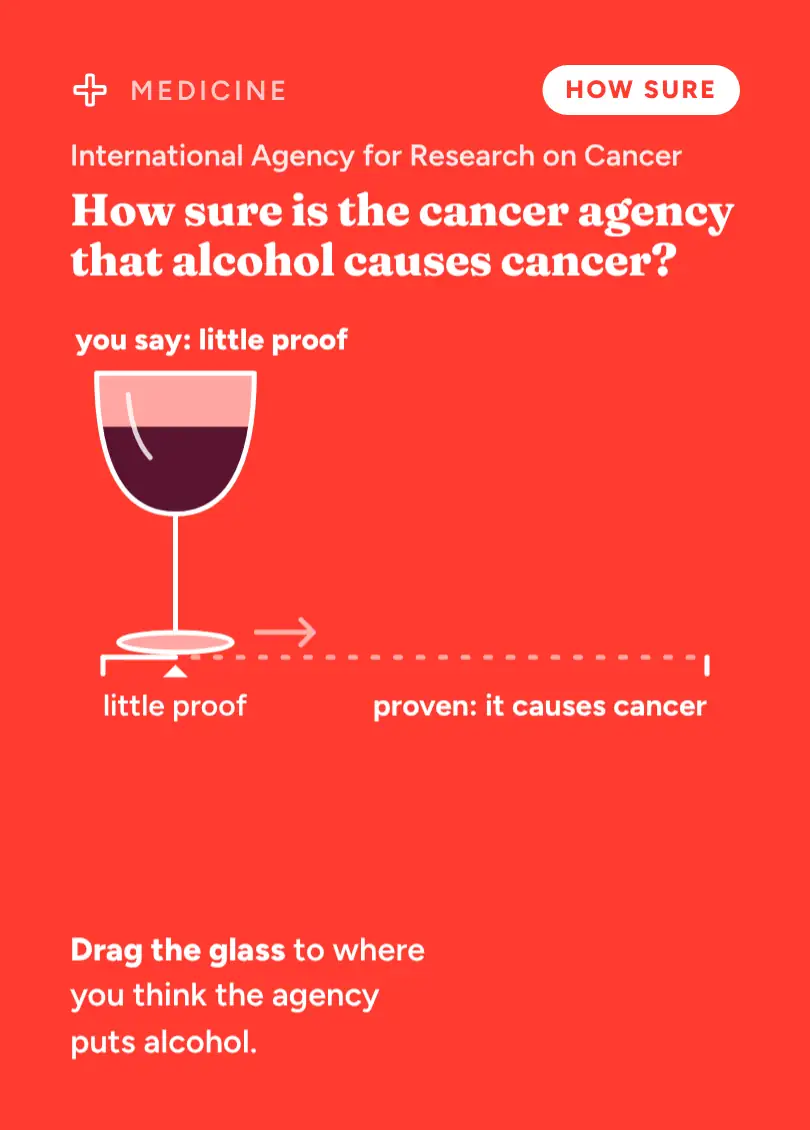 MEDICINE
HOW SURE
International Agency for Research on Cancer
How sure is the cancer agency
that alcohol causes cancer?
you say: little proof
little proof
proven: it causes cancer
Drag the glass to where
you think the agency
puts alcohol.